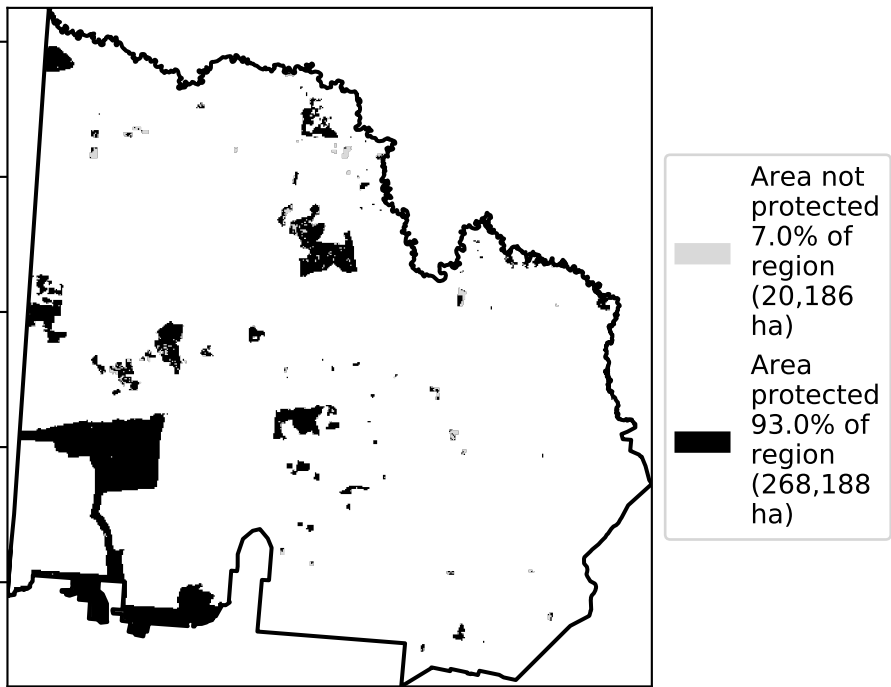 Area not
protected
7.0% of
region
(20,186
ha)
Area
protected
93.0% of
region
(268,188
ha)